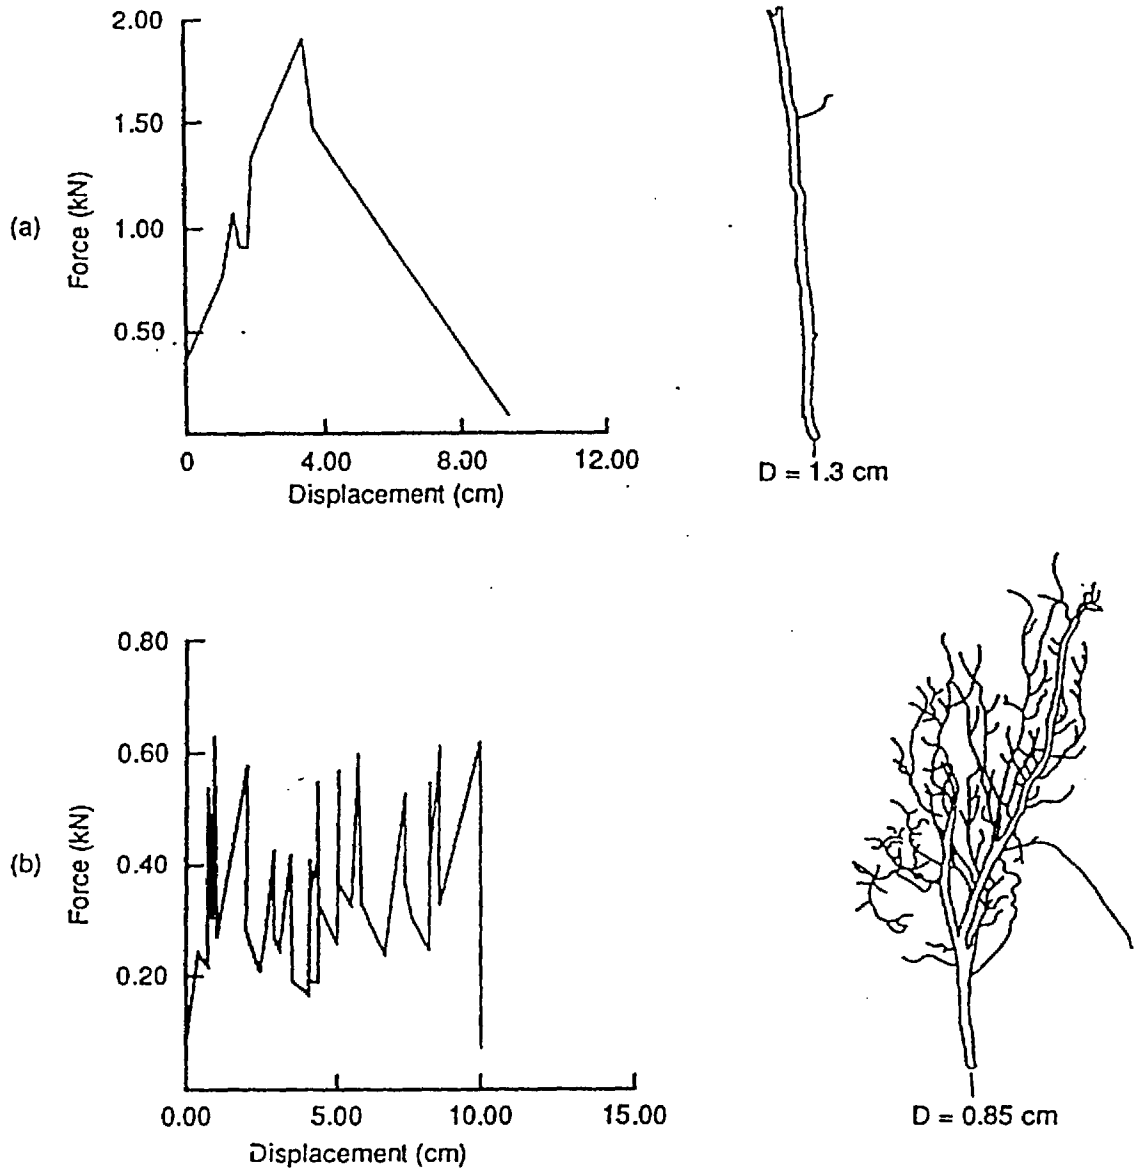 (a)
Force (kN)
2.00
1.50
1.00
0.50
0 4.00 8.00 12.00
Displacement (cm)
D = 1.3 cm
(b)
Force (kN)
0.80
0.60
0.40
0.20
0.00 5.00 10.00 15.00
Displacement (cm)
D = 0.85 cm